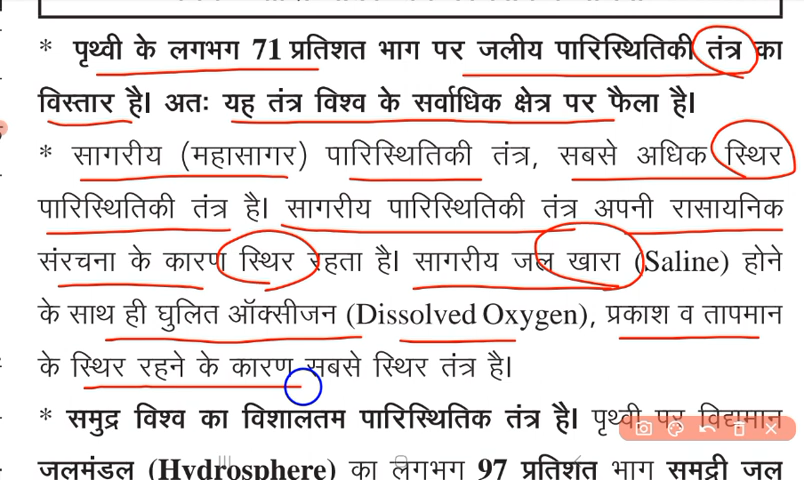 * पृथ्वी के लगभग 71 प्रतिशत भाग पर जलीय पारिस्थितिकी तंत्र का
विस्तार है। अतः यह तंत्र विश्व के सर्वाधिक क्षेत्र पर फैला है।
* सागरीय (महासागर) पारिस्थितिकी तंत्र, सबसे अधिक स्थिर
पारिस्थितिकी तंत्र है। सागरीय पारिस्थितिकी तंत्र अपनी रासायनिक
संरचना के कारण स्थिर रहता है। सागरीय जल खारा (Saline) होने
के साथ ही घुलित ऑक्सीजन (Dissolved Oxygen), प्रकाश व तापमान
के स्थिर रहने के कारण सबसे स्थिर तंत्र है।
* समुद्र विश्व का विशालतम पारिस्थितिक तंत्र है। पृथ्वी पर विद्यमान
जलमंडल (Hydrosphere) का लगभग 97 प्रतिशत भाग समुद्री जल